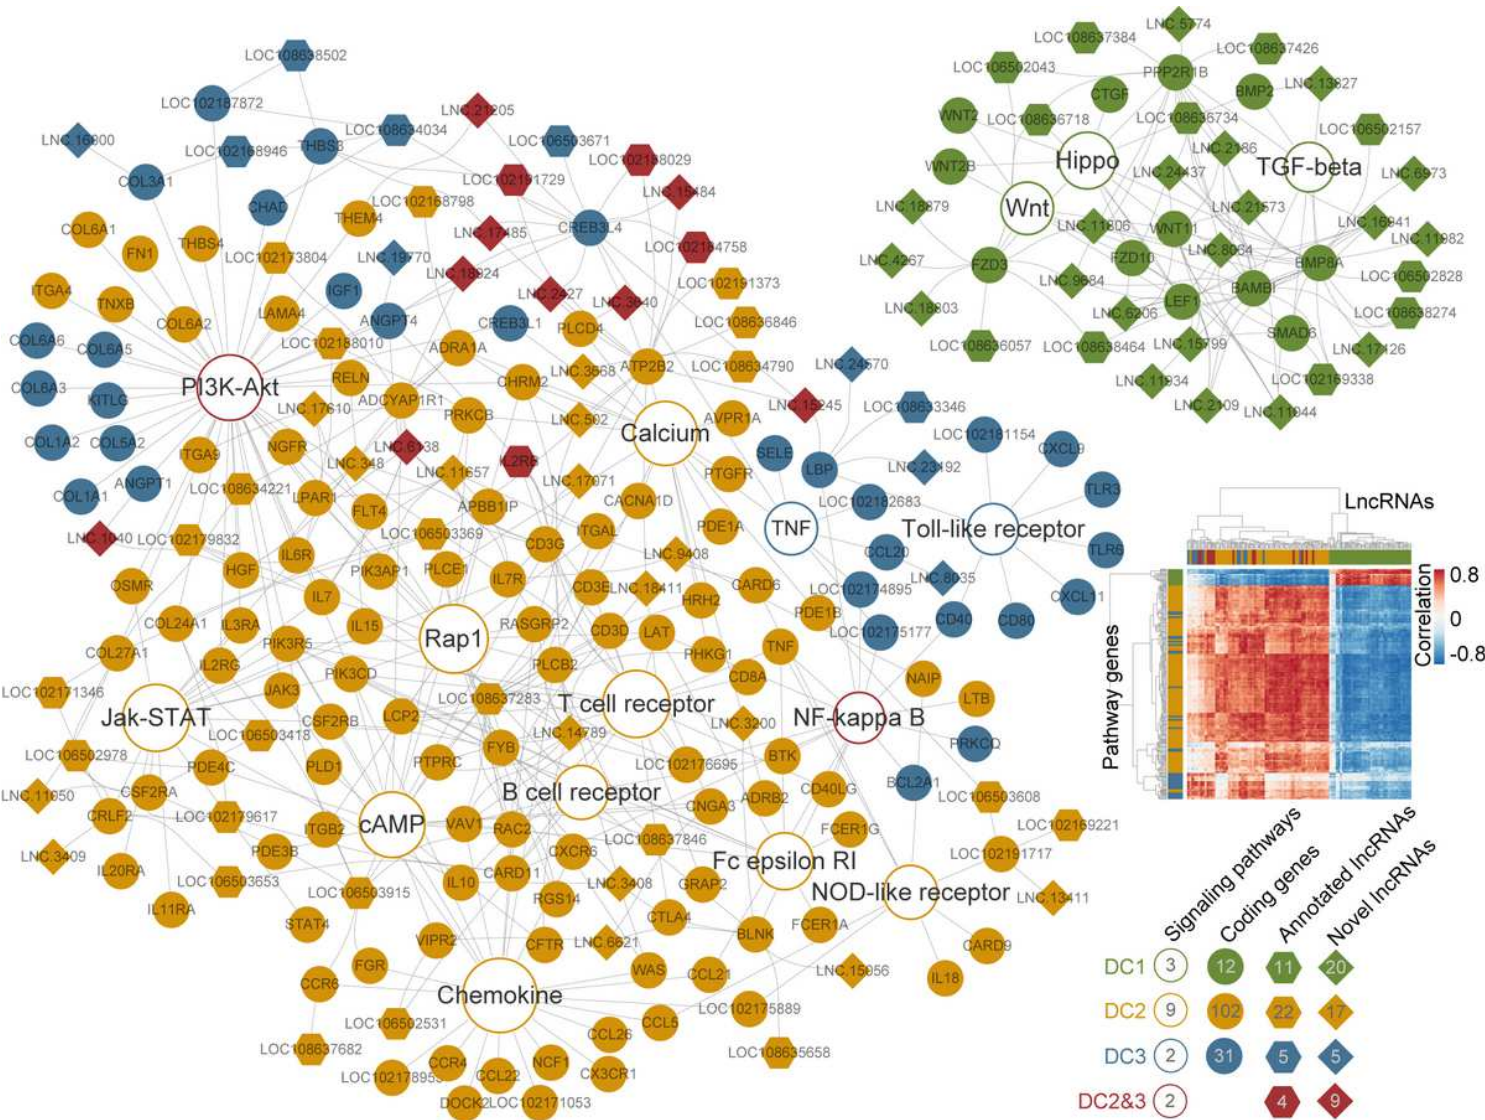 LOC108638502
LOC102187872
LNC.16900
LOC102168946
LOC108634034
THBS3
COL3A1
CHAD
LNC.21205
LOC106503671
LOC102188029
LOC102191729
LNC.15484
CREB3L4
LOC102184758
LNC.17485
LNC.18924
LNC.2427
LNC.3640
LOC102168798
THEM4
COL6A1
FN1
THBS4
LOC102173804
LNC.19770
ITGA4
TNXB
COL6A2
LAMA4
IGF1
ANGPT4
CREB3L1
PLCD4
LOC102191373
LOC108636846
COL6A6
COL6A5
LOC102188010
ADRA1A
ATP2B2
LOC108634790
LNC.3668
PI3K-Akt
COL6A3
KITLG
RELN
ADCYAP1R1
CHRM2
LNC.17610
PRKCB
LNC.502
AVPR1A
LNC.15245
LNC.24570
LOC108633346
COL1A2
COL5A2
ITGA9
NGFR
LNC.6138
Calcium
LNC.348
LNC.11657
IL2RB
LNC.17071
PTGFR
SELE
LBP
LNC.23192
LOC102181154
CXCL9
TLR3
COL1A1
ANGPT1
LOC108634221
LPAR1
FLT4
APBB1IP
CACNA1D
PDE1A
LOC102182683
TNF
Toll-like receptor
TLR6
LNC.1040
LOC102179832
IL6R
LOC106503369
CD3G
ITGAL
LNC.9408
CCL20
OSMR
HGF
PIK3AP1
PLCE1
IL7R
CD3E
LNC.18411
HRH2
CARD6
LOC102174895
LNC.8035
CXCL11
COL24A1
IL3RA
IL7
IL15
Rap1
RASGRP2
CD3D
LAT
PDE1B
CD40
CD80
LOC102175177
COL27A1
IL2RG
PIK3R5
PIK3CD
PLCB2
PHKG1
TNF
CD8A
NAIP
LTB
LOC102171346
Jak-STAT
JAK3
CSF2RB
LCP2
LOC108637283
T cell receptor
LNC.14789
LNC.3200
NF-kappa B
PRKCQ
LOC106503418
LOC106502978
PDE4C
PLD1
PTPRC
FYB
LOC102176695
BTK
BCL2A1
LNC.11050
CSF2RA
B cell receptor
CNGA3
ADRB2
CD40LG
LOC106503608
CRLF2
LOC102179617
ITGB2
cAMP
VAV1
RAC2
LOC108637846
FCER1G
LOC102169221
LNC.3409
IL20RA
PDE3B
CXCR6
Fc epsilon RI
LOC102191717
LOC106503653
LOC106503915
IL10
CARD11
LNC.3408
GRAP2
NOD-like receptor
LNC.13411
IL11RA
STAT4
RGS14
CTLA4
BLNK
FCER1A
VIPR2
CFTR
LNC.6621
CARD9
FGR
WAS
CCL21
LNC.15056
IL18
CCR6
Chemokine
LOC106502531
CCL5
LOC102175889
LOC108637682
CCL26
LOC108635658
CCR4
NCF1
CX3CR1
CCL22
DOCK2
LOC102171053
LNC.5774
LOC108637384
LOC108637426
LOC106502043
PPP2R1B
LNC.13827
CTGF
BMP2
WNT2
LOC108636718
LOC108636734
LOC106502157
WNT2B
Hippo
LNC.2186
TGF-beta
LNC.24437
LNC.6973
LNC.18879
Wnt
LNC.11806
LNC.21573
LNC.16941
WNT11
LNC.11982
LNC.4267
FZD3
FZD10
LNC.8064
BMP8A
LNC.9684
BAMBI
LOC106502828
LNC.18803
LNC.6206
LEF1
LOC108638274
SMAD6
LOC108636057
LOC108638464
LNC.15799
LNC.17126
LNC.11934
LOC102169338
LNC.2109
LNC.11044
LncRNAs
Pathway genes
Correlation
0.8
0
-0.8
Signaling pathways
Coding genes
Annotated lncRNAs
Novel lncRNAs
DC1 3 12 11 20
DC2 9 102 22 17
DC3 2 31 5 5
DC2&3 2 4 9